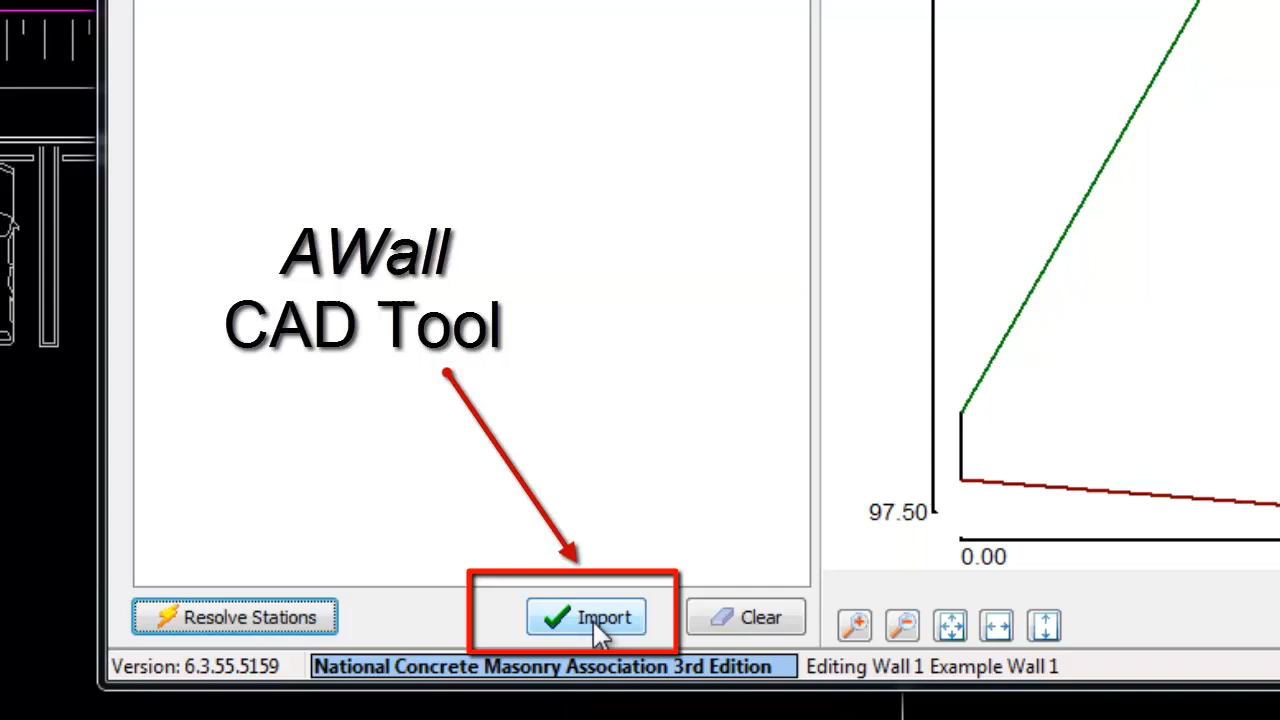 AWall
CAD Tool
97.50
0.00
Resolve Stations
Import
Clear
Version: 6.3.55.5159
National Concrete Masonry Association 3rd Edition
Editing Wall 1 Example Wall 1